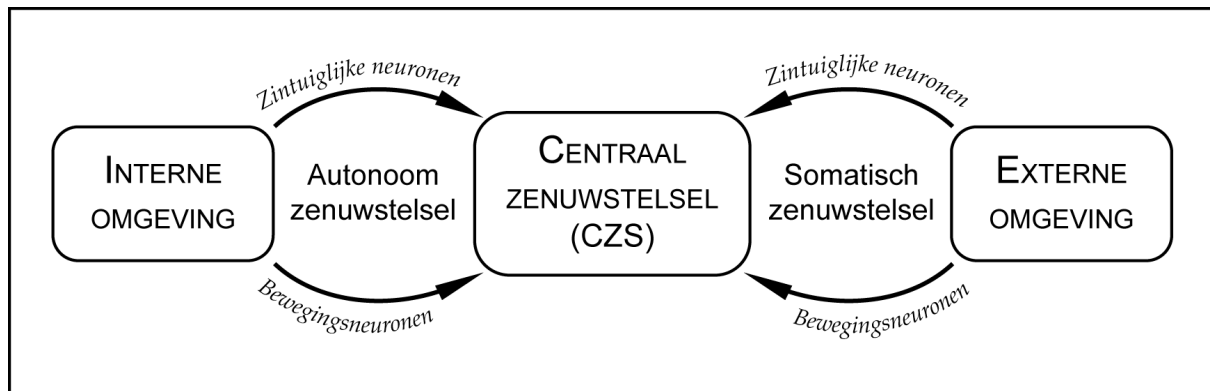 Zintuiglijke neuronen
Zintuiglijke neuronen
INTERNE
OMGEVING
Autonoom
zenuwstelsel
CENTRAAL
ZENUWSTELSEL
(CZS)
Somatisch
zenuwstelsel
EXTERNE
OMGEVING
Bewegingsneuronen
Bewegingsneuronen